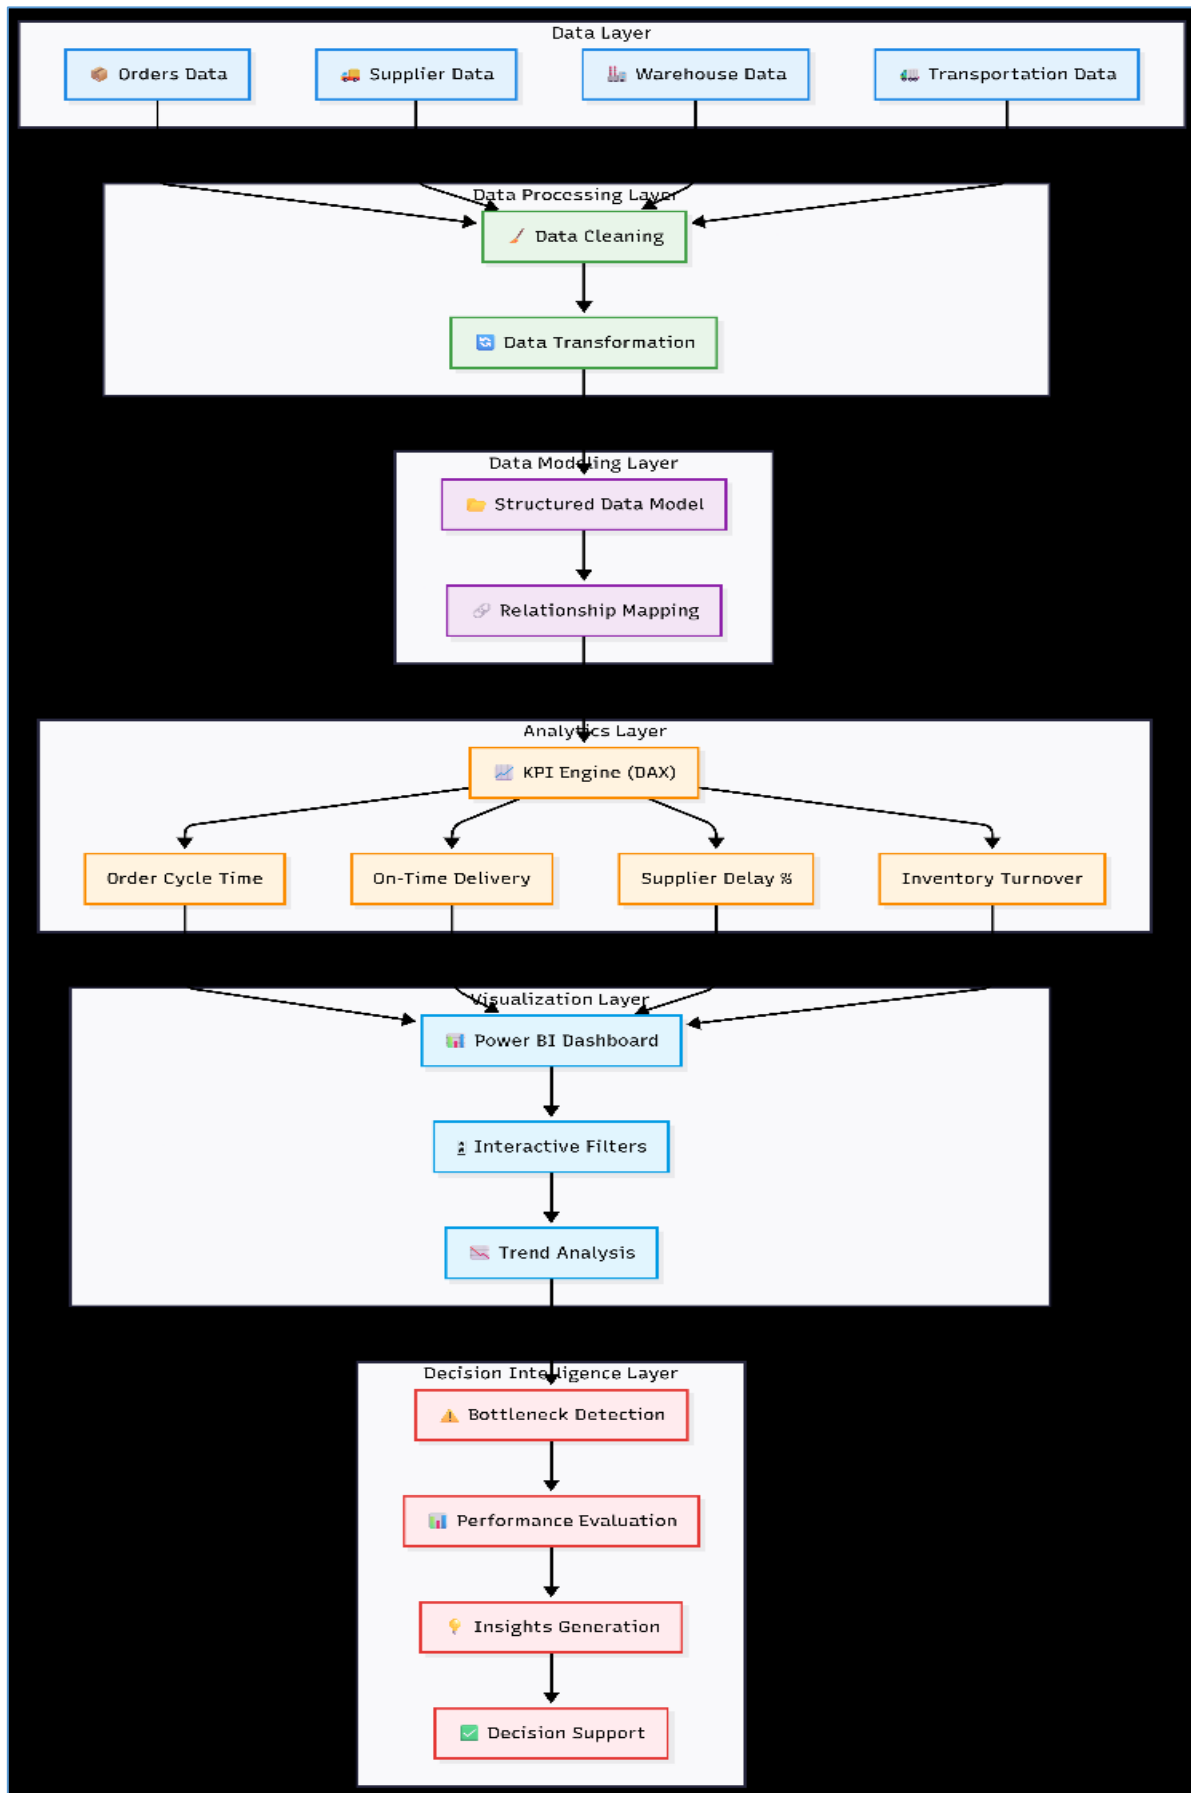 Data Layer
Orders Data
Supplier Data
Warehouse Data
Transportation Data
Data Processing Layer
Data Cleaning
Data Transformation
Data Modeling Layer
Structured Data Model
Relationship Mapping
Analytics Layer
KPI Engine (DAX)
Order Cycle Time
On-Time Delivery
Supplier Delay %
Inventory Turnover
Visualization Layer
Power BI Dashboard
Interactive Filters
Trend Analysis
Decision Intelligence Layer
Bottleneck Detection
Performance Evaluation
Insights Generation
Decision Support